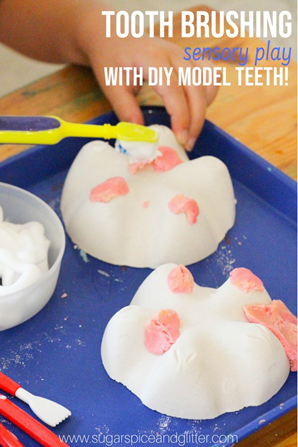 TOOTH BRUSHING
sensory play
WITH DIY MODEL TEETH!
www.sugarspiceandglitter.com